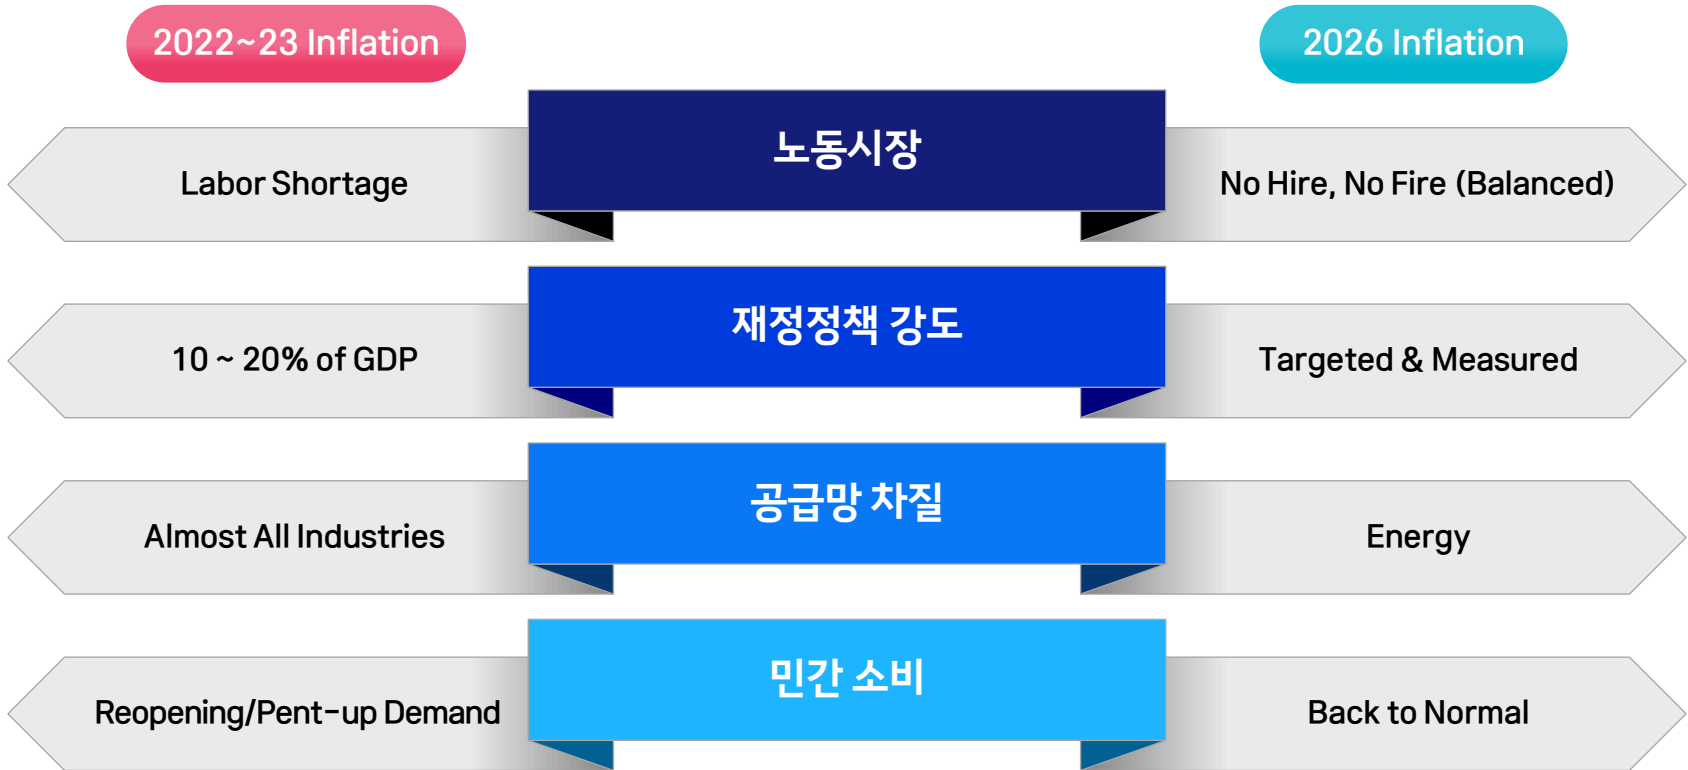 2022~23 Inflation
2026 Inflation
노동시장
Labor Shortage
No Hire, No Fire (Balanced)
재정정책 강도
10 ~ 20% of GDP
Targeted & Measured
공급망 차질
Almost All Industries
Energy
민간 소비
Reopening/Pent-up Demand
Back to Normal